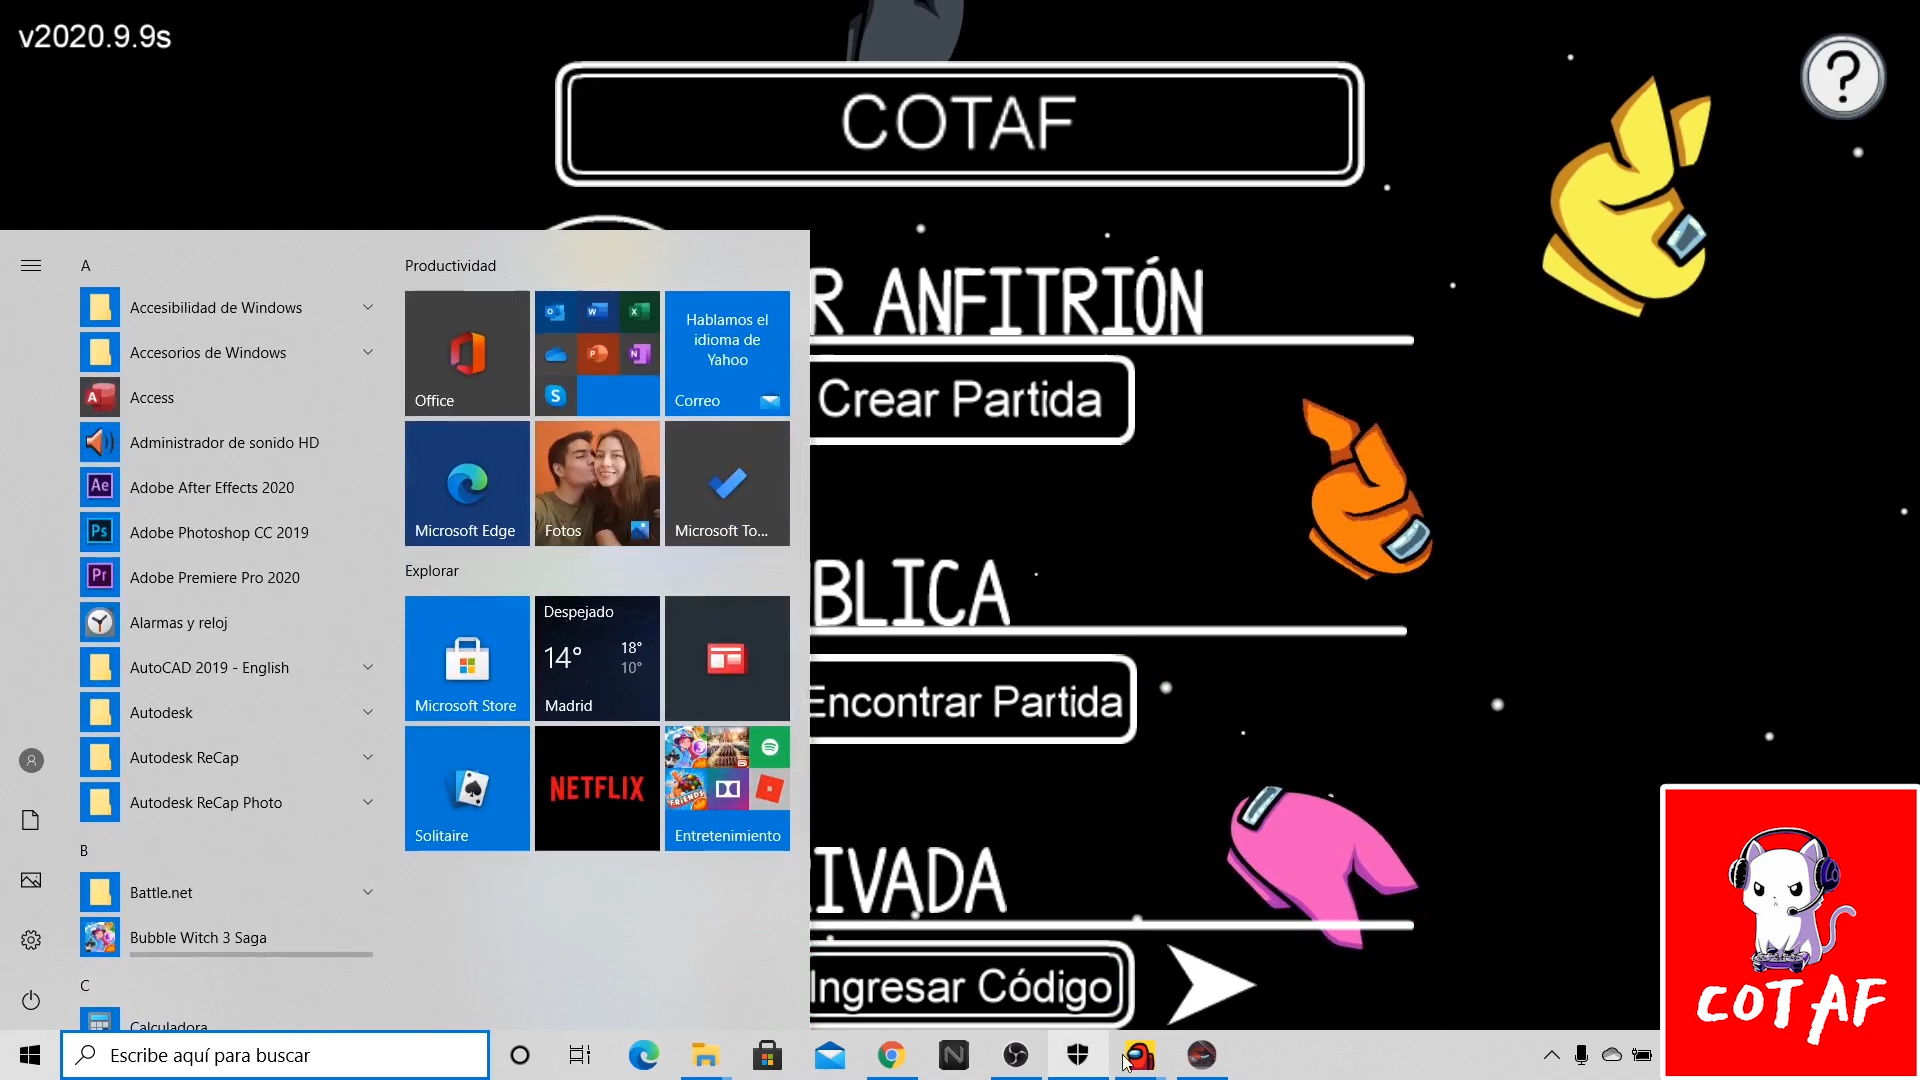 v2020.9.9s
COTAF
R ANFITRIÓN
Crear Partida
BLICA
Encontrar Partida
IVADA
Ingresar Código
A
Accesibilidad de Windows
Accesorios de Windows
Access
Administrador de sonido HD
Adobe After Effects 2020
Adobe Photoshop CC 2019
Adobe Premiere Pro 2020
Alarmas y reloj
AutoCAD 2019 - English
Autodesk
Autodesk ReCap
Autodesk ReCap Photo
B
Battle.net
Bubble Witch 3 Saga
C
Calculadora
Productividad
Office
Hablamos el
idioma de
Yahoo
Correo
Microsoft Edge
Fotos
Microsoft To...
Explorar
Microsoft Store
Despejado
14°
18°
10°
Madrid
Solitaire
NETFLIX
FRIENDS
Entretenimiento
Escribe aquí para buscar
COTAF